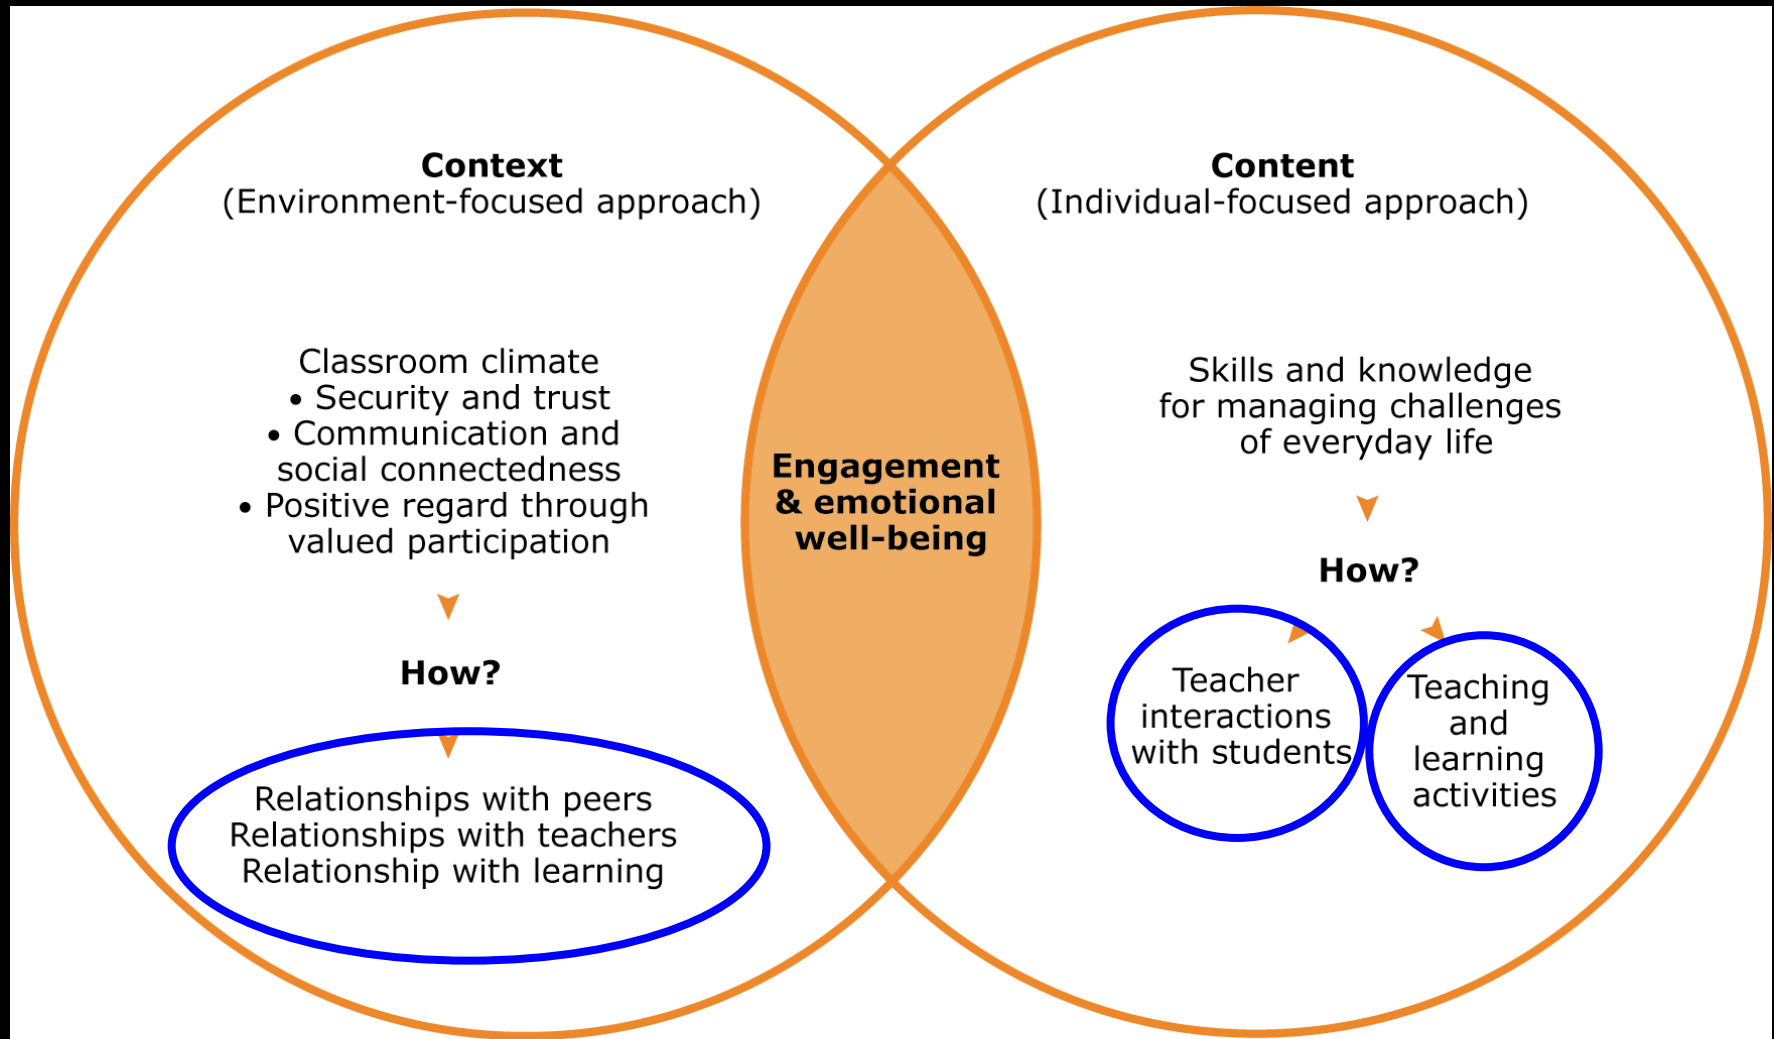 Context
(Environment-focused approach)
Classroom climate
• Security and trust
• Communication and
social connectedness
• Positive regard through
valued participation
How?
Relationships with peers
Relationships with teachers
Relationship with learning
Engagement
& emotional
well-being
Content
(Individual-focused approach)
Skills and knowledge
for managing challenges
of everyday life
How?
Teacher
interactions
with students
Teaching
and
learning
activities